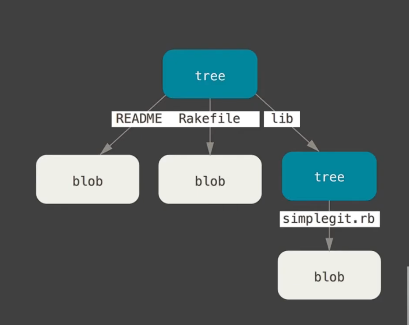 tree
README Rakefile lib
blob blob tree
simplegit.rb
blob